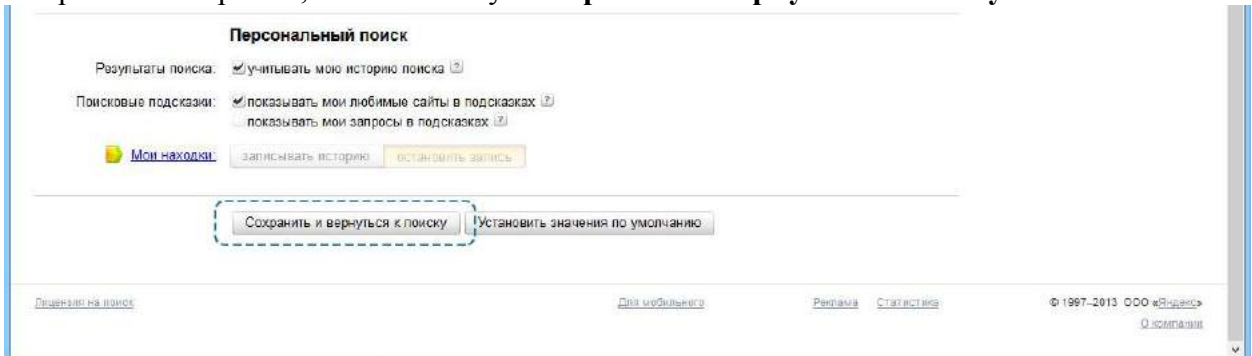 Персональный поиск
Результаты поиска: учитывать мою историю поиска ?
Поисковые подсказки: показывать мои любимые сайты в подсказках ?
показывать мои запросы в подсказках ?
Мои находки: записывать историю остановить запись
Сохранить и вернуться к поиску Установить значения по умолчанию
Лицензия на поиск Для мобильного Реклама Статистика © 1997–2013 ООО «Яндекс»
О компании